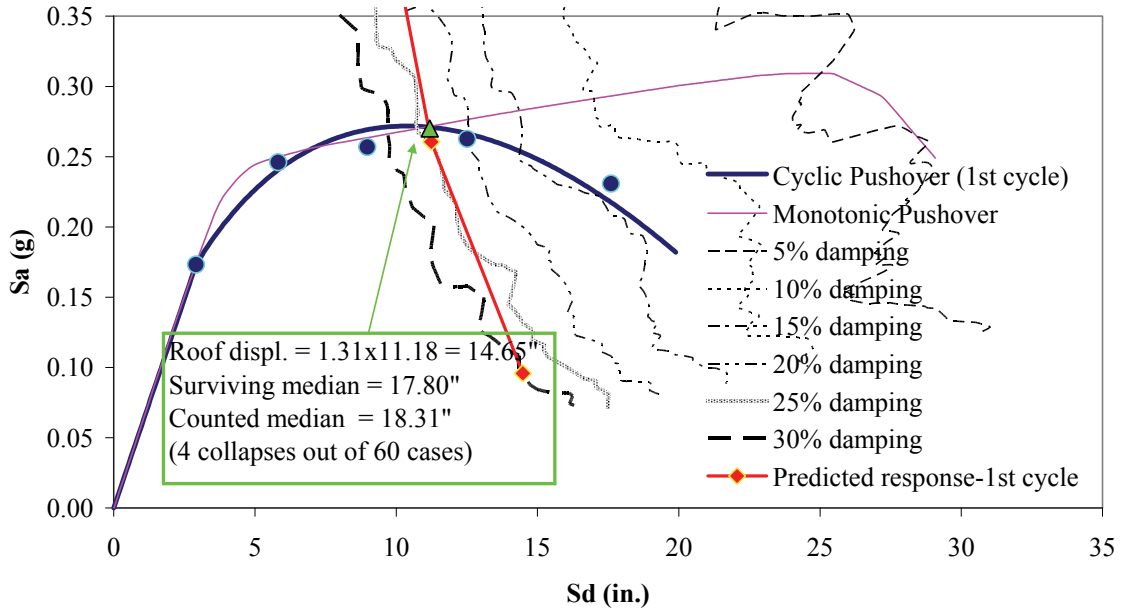 0.35
0.30
0.25
0.20
0.15
0.10
0.05
0.00
Sa (g)
0
5
10
15
20
25
30
35
Sd (in.)
Cyclic Pushover (1st cycle)
Monotonic Pushover
5% damping
10% damping
15% damping
20% damping
25% damping
30% damping
Predicted response-1st cycle
Roof displ. = 1.31x11.18 = 14.65"
Surviving median = 17.80"
Counted median = 18.31"
(4 collapses out of 60 cases)